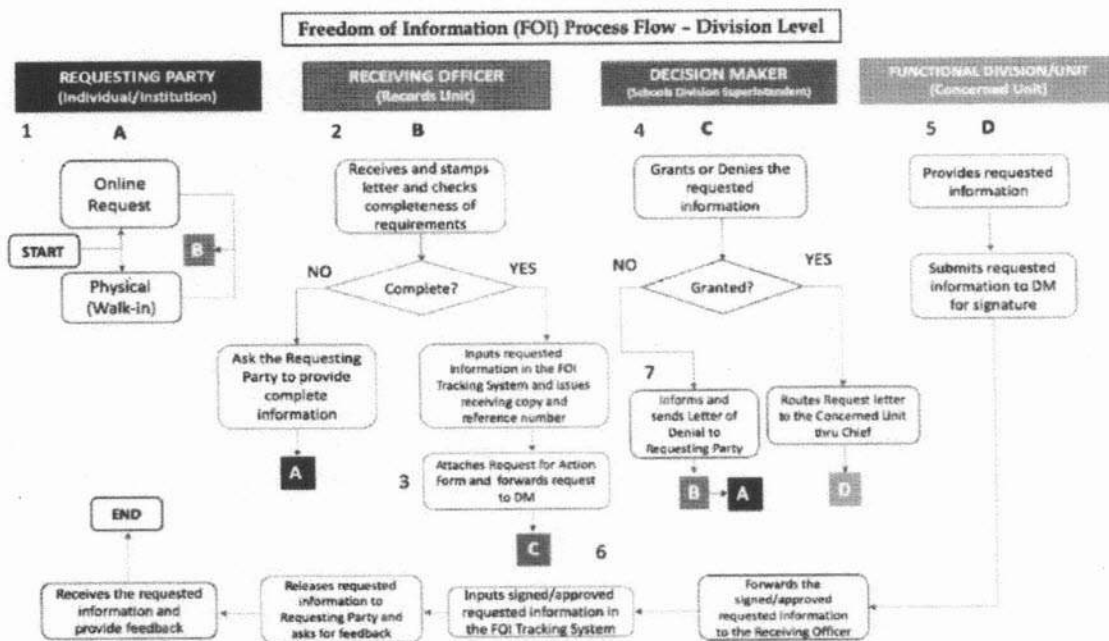 Freedom of Information (FOI) Process Flow – Division Level
REQUESTING PARTY
(Individual/Institution)
RECEIVING OFFICER
(Records Unit)
DECISION MAKER
(Schools Division Superintendent)
FUNCTIONAL DIVISION/UNIT
(Concerned Unit)
1 A
2 B
4 C
5 D
Online
Request
START
B
Physical
(Walk-in)
Receives and stamps
letter and checks
completeness of
requirements
NO
YES
Complete?
Ask the Requesting
Party to provide
complete
information
A
Inputs requested
Information in the FOI
Tracking System and issues
receiving copy and
reference number
3
Attaches Request for Action
Form and forwards request
to DM
C
Grants or Denies the
requested
information
NO
YES
Granted?
7
Informs and
sends Letter of
Denial to
Requesting Party
B
A
Routes Request letter
to the Concerned Unit
thru Chief
D
Provides requested
information
Submits requested
information to DM
for signature
6
Forwards the
signed/approved
requested information
to the Receiving Officer
Inputs signed/approved
requested information in
the FOI Tracking System
Releases requested
information to
Requesting Party and
asks for feedback
Receives the requested
information and
provide feedback
END